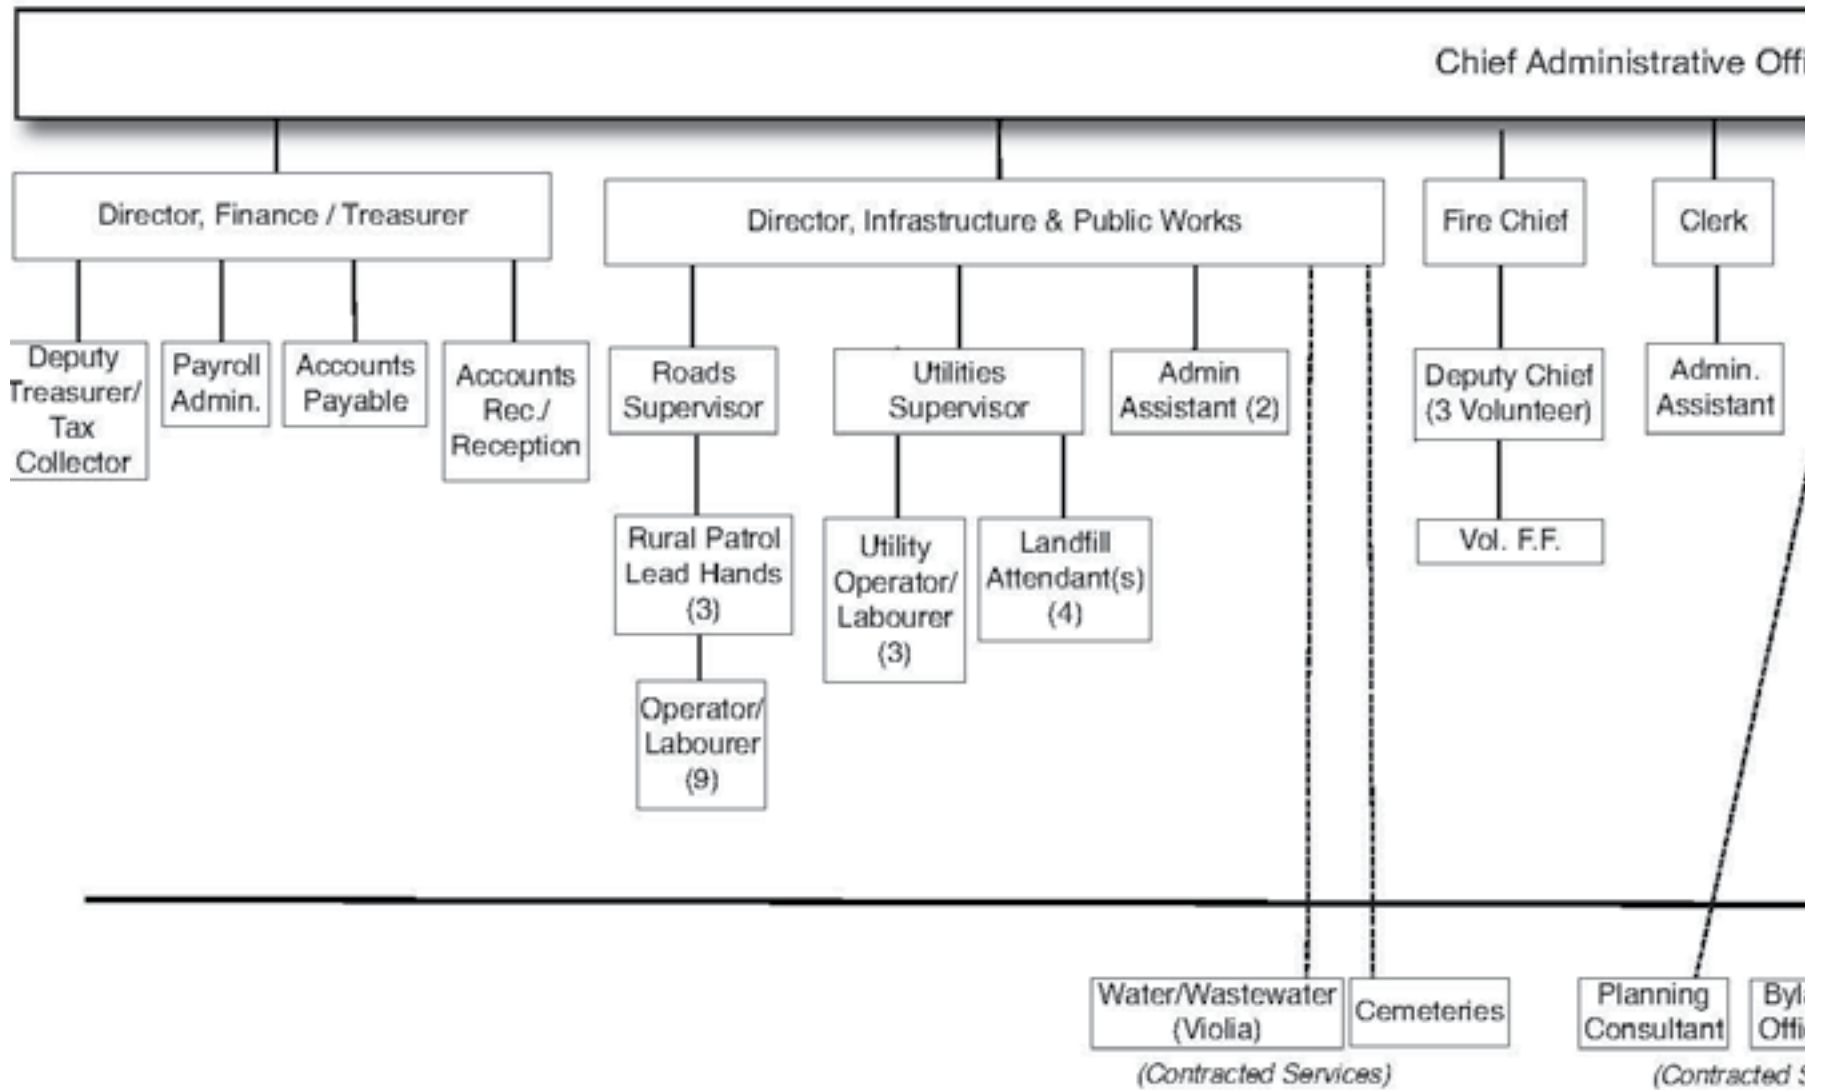 Chief Administrative Offi
Director, Finance / Treasurer
Director, Infrastructure & Public Works
Fire Chief
Clerk
Deputy
Treasurer/
Tax
Collector
Payroll
Admin.
Accounts
Payable
Accounts
Rec./
Reception
Roads
Supervisor
Utilities
Supervisor
Admin
Assistant (2)
Deputy Chief
(3 Volunteer)
Admin.
Assistant
Rural Patrol
Lead Hands
(3)
Utility
Operator/
Labourer
(3)
Landfill
Attendant(s)
(4)
Vol. F.F.
Operator/
Labourer
(9)
Water/Wastewater
(Violia)
Cemeteries
Planning
Consultant
Byl
Offi
(Contracted Services)
(Contracted S